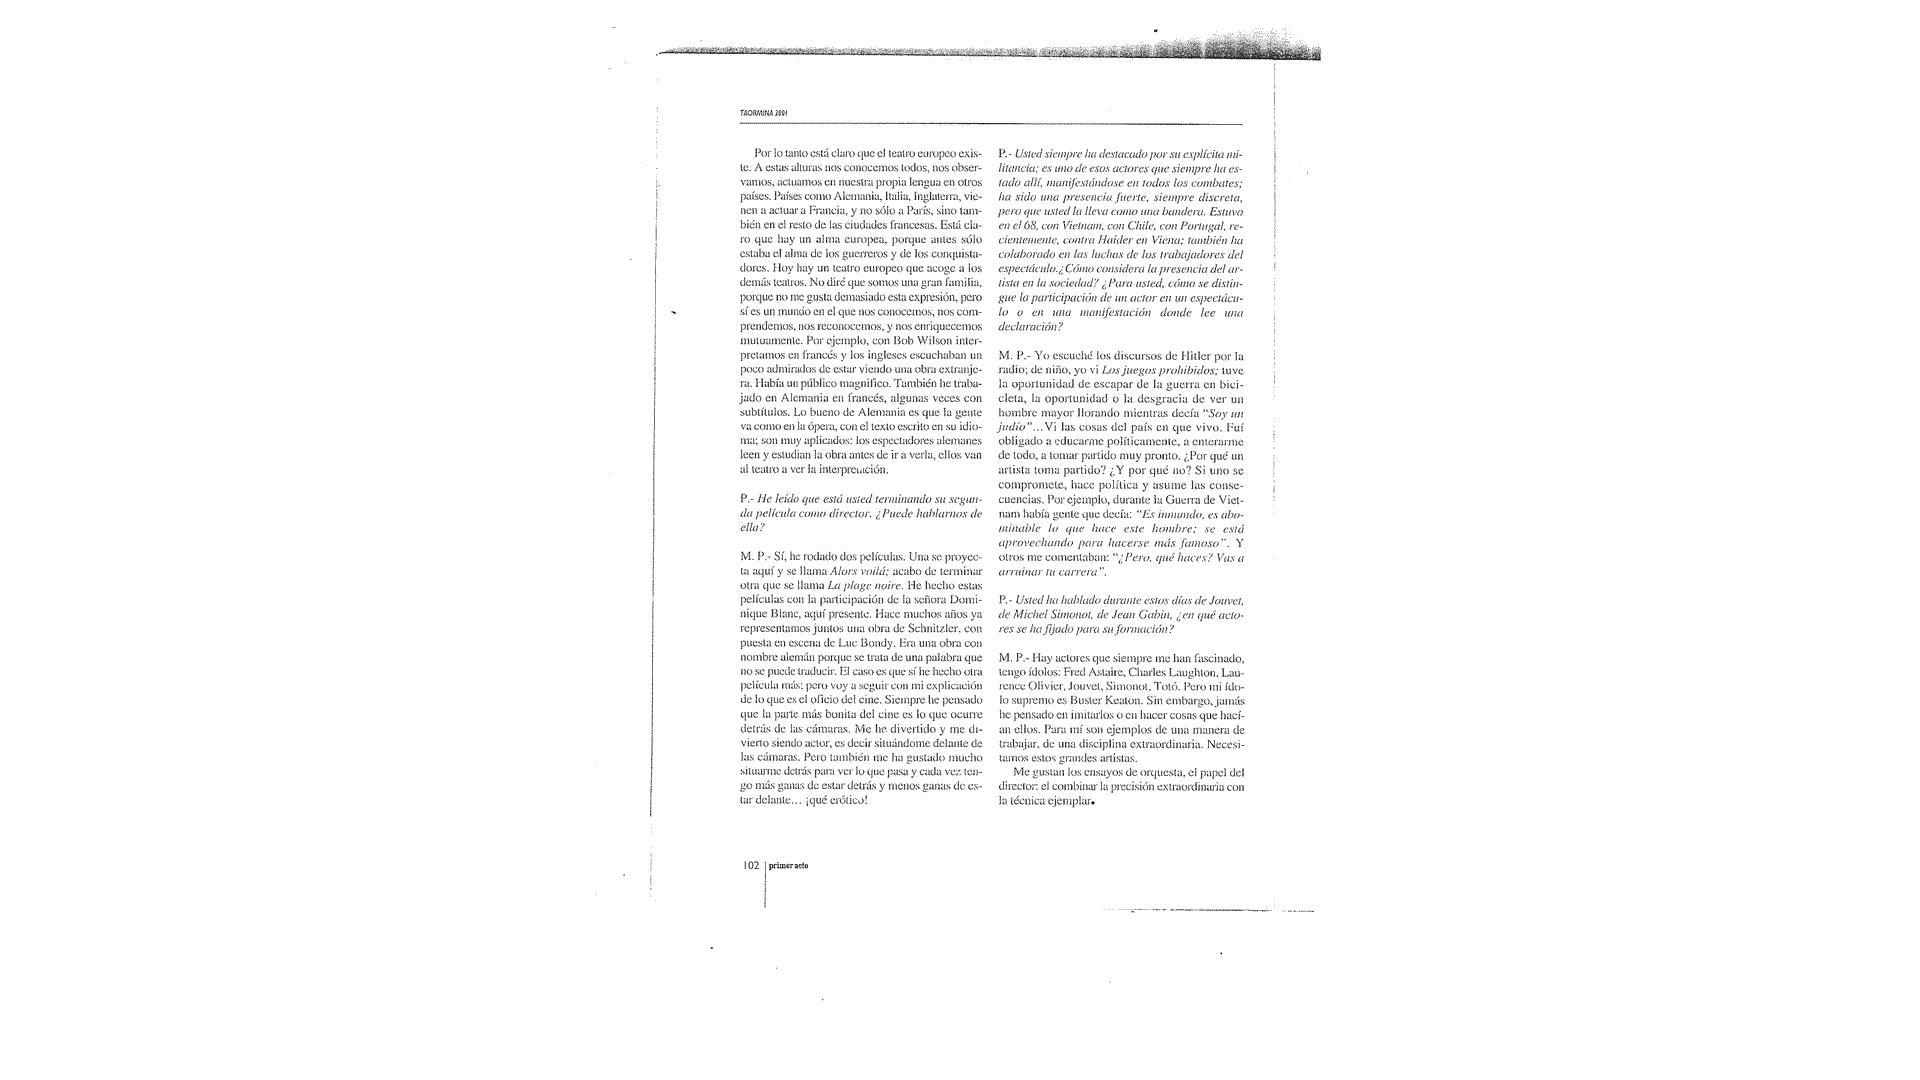 TAORMINA 2001
Por lo tanto está claro que el teatro europeo exis-
te. A estas alturas nos conocemos todos, nos obser-
vamos, actuamos en nuestra propia lengua en otros
países. Países como Alemania, Italia, Inglaterra, vie-
nen a actuar a Francia, y no sólo a París, sino tam-
bién en el resto de las ciudades francesas. Está cla-
ro que hay un alma europea, porque antes sólo
estaba el alma de los guerreros y de los conquista-
dores. Hoy hay un teatro europeo que acoge a los
demás teatros. No diré que somos una gran familia,
porque no me gusta demasiado esta expresión, pero
sí es un mundo en el que nos conocemos, nos com-
prendemos, nos reconocemos, y nos enriquecemos
mutuamente. Por ejemplo, con Bob Wilson inter-
pretamos en francés y los ingleses escuchaban un
poco admirados de estar viendo una obra extranje-
ra. Había un público magnífico. También he traba-
jado en Alemania en francés, algunas veces con
subtítulos. Lo bueno de Alemania es que la gente
va como en la ópera, con el texto escrito en su idio-
ma; son muy aplicados: los espectadores alemanes
leen y estudian la obra antes de ir a verla, ellos van
al teatro a ver la interpretación.
P.- He leído que está usted terminando su segun-
da película como director. ¿Puede hablarnos de
ella?
M. P.- Sí, he rodado dos películas. Una se proyec-
ta aquí y se llama Alors voilá; acabo de terminar
otra que se llama La plage noire. He hecho estas
películas con la participación de la señora Domi-
nique Blanc, aquí presente. Hace muchos años ya
representamos juntos una obra de Schnitzler, con
puesta en escena de Luc Bondy. Era una obra con
nombre alemán porque se trata de una palabra que
no se puede traducir. El caso es que sí he hecho otra
película más; pero voy a seguir con mi explicación
de lo que es el oficio del cine. Siempre he pensado
que la parte más bonita del cine es lo que ocurre
detrás de las cámaras. Me he divertido y me di-
vierto siendo actor, es decir situándome delante de
las cámaras. Pero también me ha gustado mucho
situarme detrás para ver lo que pasa y cada vez ten-
go más ganas de estar detrás y menos ganas de es-
tar delante... ¡qué erótico!
P.- Usted siempre ha destacado por su explícita mi-
litancia; es uno de esos actores que siempre ha es-
tado allí, manifestándose en todos los combates;
ha sido una presencia fuerte, siempre discreta,
pero que usted la lleva como una bandera. Estuvo
en el 68, con Vietnam, con Chile, con Portugal, re-
cientemente, contra Haider en Viena; también ha
colaborado en las luchas de los trabajadores del
espectáculo.¿Cómo considera la presencia del ar-
tista en la sociedad? ¿Para usted, cómo se distin-
gue la participación de un actor en un espectácu-
lo o en una manifestación donde lee una
declaración?
M. P.- Yo escuché los discursos de Hitler por la
radio; de niño, yo vi Los juegos prohibidos; tuve
la oportunidad de escapar de la guerra en bici-
cleta, la oportunidad o la desgracia de ver un
hombre mayor llorando mientras decía "Soy un
judío"...Vi las cosas del país en que vivo. Fuí
obligado a educarme políticamente, a enterarme
de todo, a tomar partido muy pronto. ¿Por qué un
artista toma partido? ¿Y por qué no? Si uno se
compromete, hace política y asume las conse-
cuencias. Por ejemplo, durante la Guerra de Viet-
nam había gente que decía: "Es inmundo, es abo-
minable lo que hace este hombre; se está
aprovechando para hacerse más famoso". Y
otros me comentaban: "¿Pero, qué haces? Vas a
arruinar tu carrera".
P.- Usted ha hablado durante estos días de Jouvet,
de Michel Simonot, de Jean Gabin, ¿en qué acto-
res se ha fijado para su formación?
M. P.- Hay actores que siempre me han fascinado,
tengo ídolos: Fred Astaire, Charles Laughton, Lau-
rence Olivier, Jouvet, Simonot, Totó. Pero mi ído-
lo supremo es Buster Keaton. Sin embargo, jamás
he pensado en imitarlos o en hacer cosas que hací-
an ellos. Para mí son ejemplos de una manera de
trabajar, de una disciplina extraordinaria. Necesi-
tamos estos grandes artistas.
Me gustan los ensayos de orquesta, el papel del
director: el combinar la precisión extraordinaria con
la técnica ejemplar.
102 primer acto